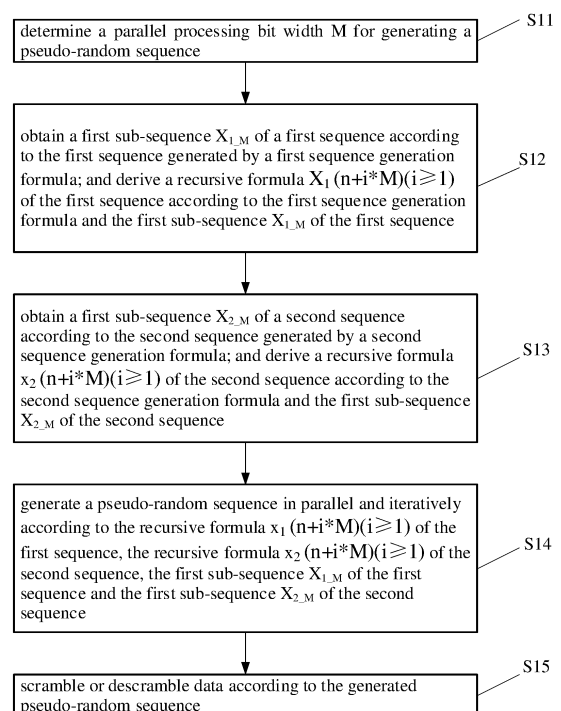 S11
determine a parallel processing bit width M for generating a
pseudo-random sequence
S12
obtain a first sub-sequence X1_M of a first sequence according
to the first sequence generated by a first sequence generation
formula; and derive a recursive formula X1 (n+i*M)(i≥1)
of the first sequence according to the first sequence generation
formula and the first sub-sequence X1_M of the first sequence
S13
obtain a first sub-sequence X2_M of a second sequence
according to the second sequence generated by a second
sequence generation formula; and derive a recursive formula
x2 (n+i*M)(i≥1) of the second sequence according to the
second sequence generation formula and the first sub-sequence
X2_M of the second sequence
S14
generate a pseudo-random sequence in parallel and iteratively
according to the recursive formula x1 (n+i*M)(i≥1) of the
first sequence, the recursive formula x2 (n+i*M)(i≥1) of the
second sequence, the first sub-sequence X1_M of the first
sequence and the first sub-sequence X2_M of the second
sequence
S15
scramble or descramble data according to the generated
pseudo-random sequence